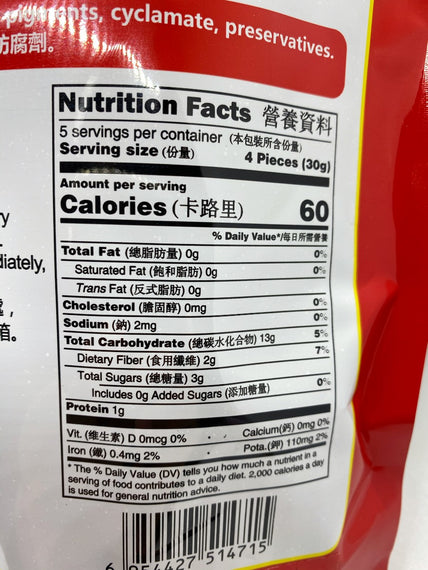 pigments, cyclamate, preservatives.
防腐劑。
Nutrition Facts 營養資料
5 servings per container (本包裝所含份量)
Serving size (份量) 4 Pieces (30g)
Amount per serving
Calories (卡路里) 60
% Daily Value*/每日所需營養
Total Fat (總脂肪量) 0g 0%
Saturated Fat (飽和脂肪) 0g 0%
Trans Fat (反式脂肪) 0g
Cholesterol (膽固醇) 0mg 0%
Sodium (鈉) 2mg 0%
Total Carbohydrate (總碳水化合物) 13g 5%
Dietary Fiber (食用纖維) 2g 7%
Total Sugars (總糖量) 3g
Includes 0g Added Sugars (添加糖量) 0%
Protein 1g
Vit. (維生素) D 0mcg 0% · Calcium(鈣) 0mg 0%
Iron (鐵) 0.4mg 2% · Pota.(鉀) 110mg 2%
* The % Daily Value (DV) tells you how much a nutrient in a
serving of food contributes to a daily diet. 2,000 calories a day
is used for general nutrition advice.
6 954427 514715